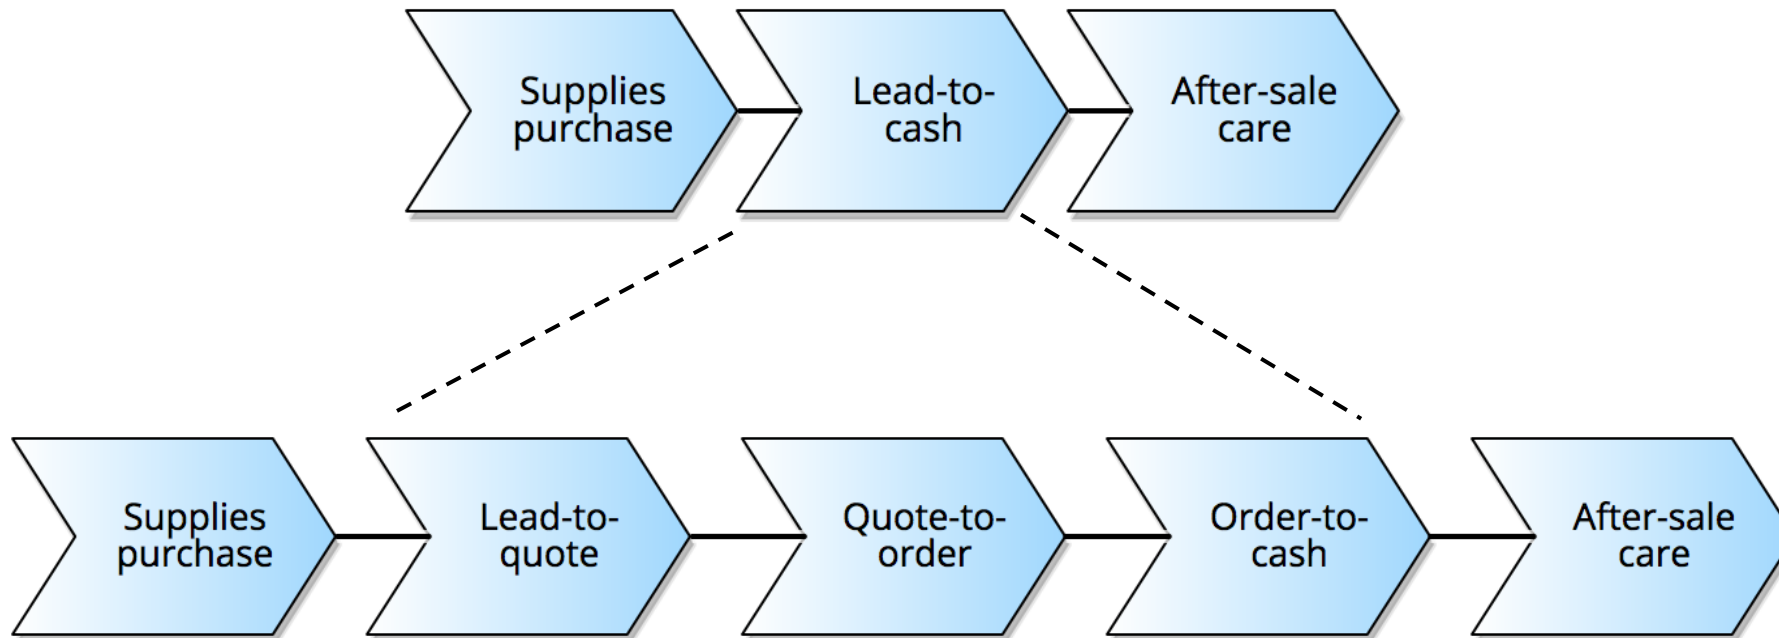 Supplies
purchase
Lead-to-
cash
After-sale
care
Supplies
purchase
Lead-to-
quote
Quote-to-
order
Order-to-
cash
After-sale
care